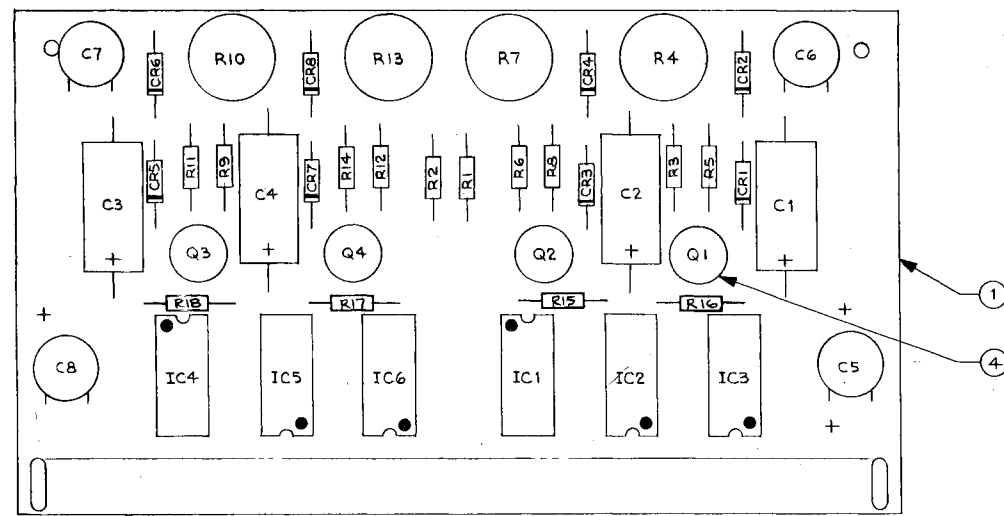 C7
CR6
R10
CR8
R13
R7
CR4
R4
CR2
C6
C3
CR5
R11
R9
C4
CR7
R14
R12
R2
R1
R6
R8
CR3
C2
R3
R5
CR1
C1
+
Q3
+
Q4
Q2
+
Q1
+
1
+
R18
R17
R15
R16
+
C8
IC4
IC5
IC6
IC1
IC2
IC3
C5
4
+